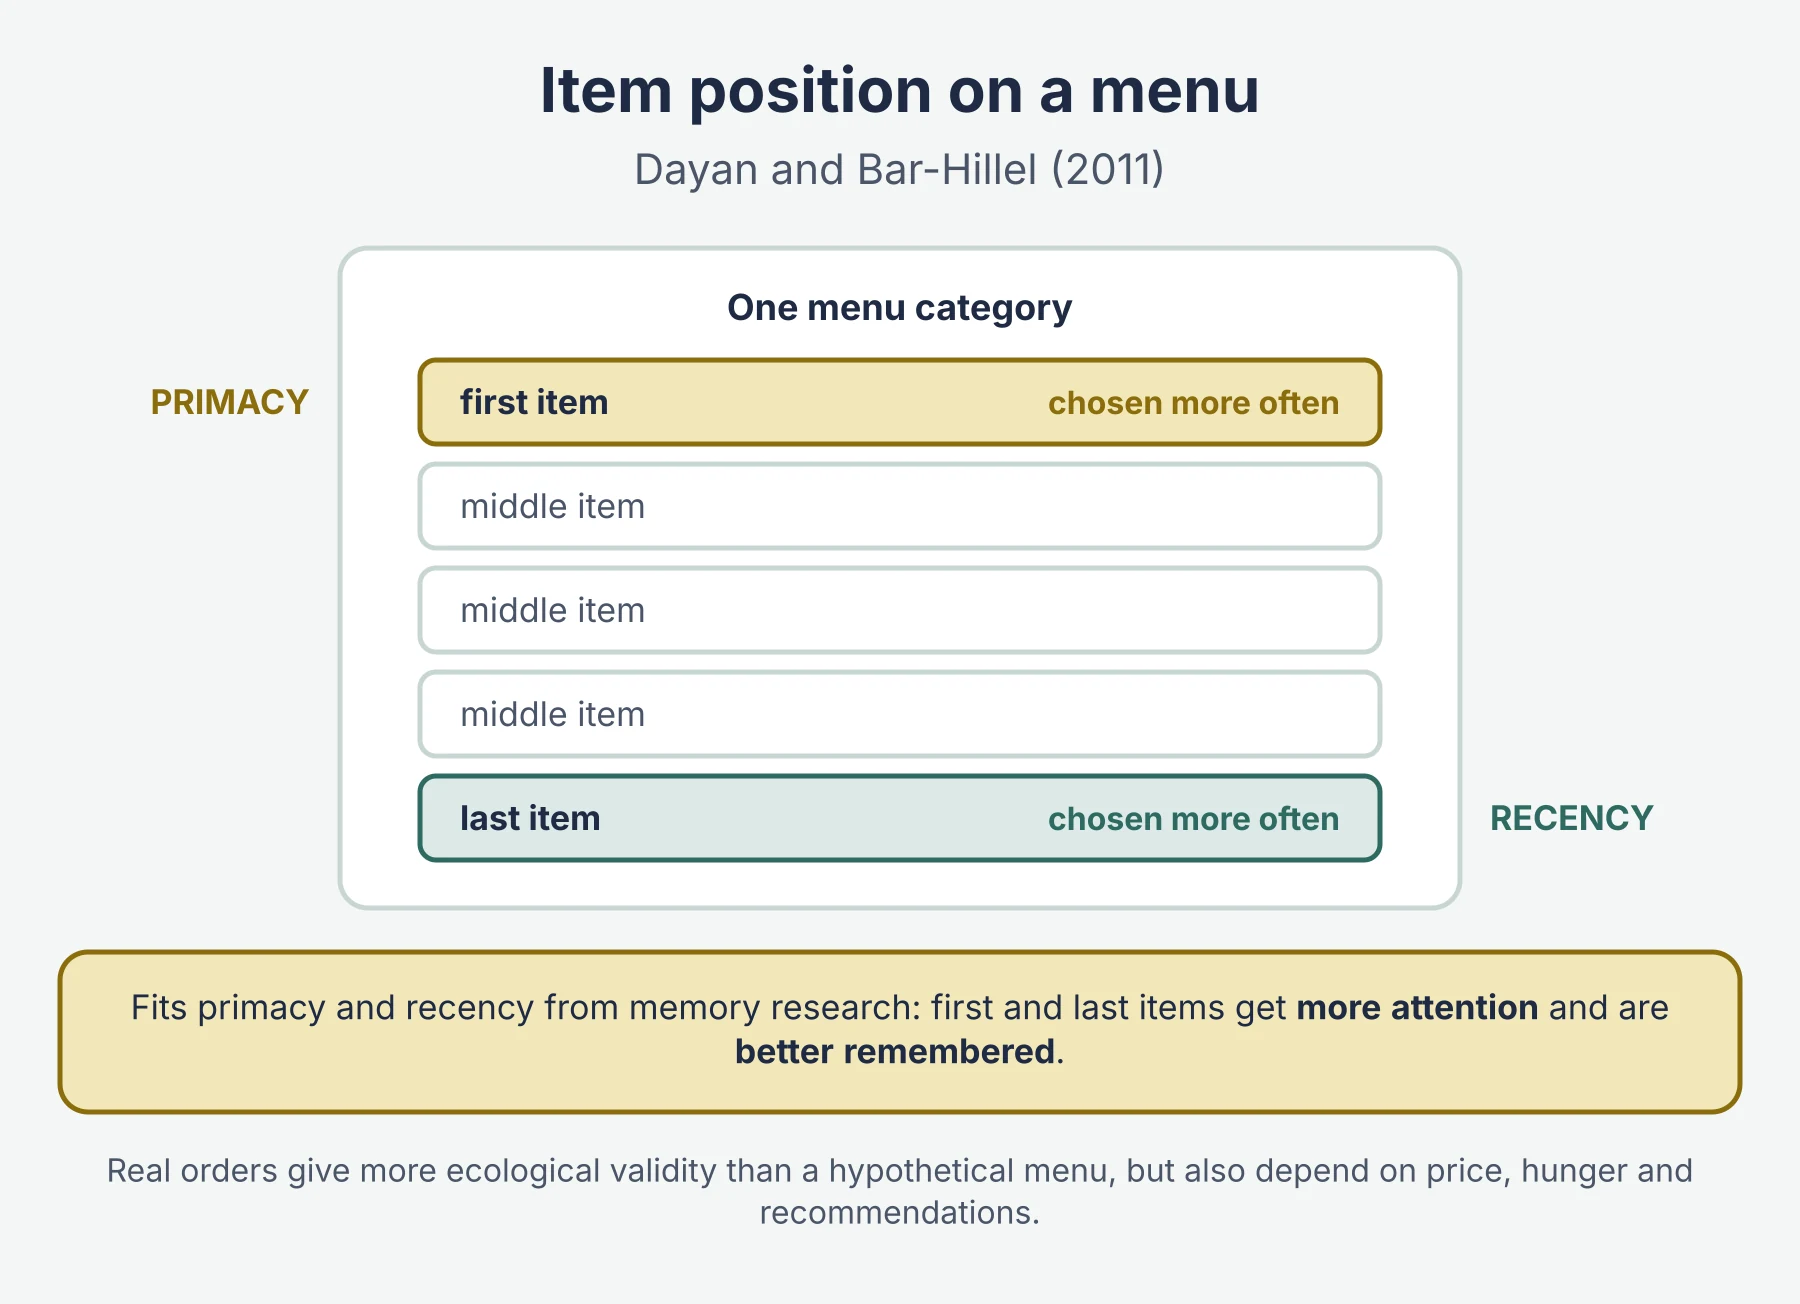 Item position on a menu
Dayan and Bar-Hillel (2011)
One menu category
PRIMACY
first item
chosen more often
middle item
middle item
middle item
last item
chosen more often
RECENCY
Fits primacy and recency from memory research: first and last items get more attention and are
better remembered.
Real orders give more ecological validity than a hypothetical menu, but also depend on price, hunger and
recommendations.